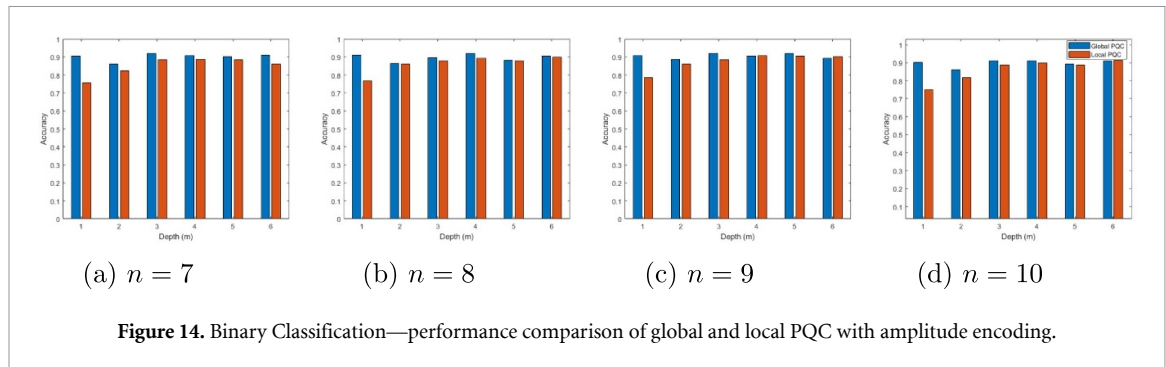 1
0.9
0.8
0.7
0.6
0.5
0.4
0.3
0.2
0.1
0
Accuracy
1 2 3 4 5 6
Depth (m)
(a) n = 7
1
0.9
0.8
0.7
0.6
0.5
0.4
0.3
0.2
0.1
0
Accuracy
1 2 3 4 5 6
Depth (m)
(b) n = 8
1
0.9
0.8
0.7
0.6
0.5
0.4
0.3
0.2
0.1
0
Accuracy
1 2 3 4 5 6
Depth (m)
(c) n = 9
Global PQC
Local PQC
1
0.9
0.8
0.7
0.6
0.5
0.4
0.3
0.2
0.1
Accuracy
1 2 3 4 5 6
Depth (m)
(d) n = 10
Figure 14. Binary Classification—performance comparison of global and local PQC with amplitude encoding.